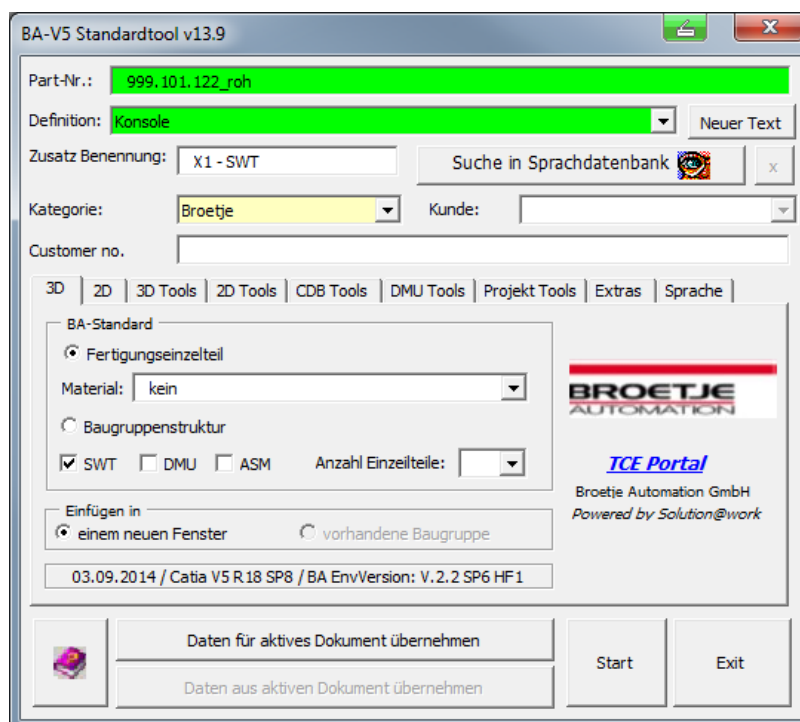 BA-V5 Standardtool v13.9
Part-Nr.: 999.101.122_roh
Definition: Konsole Neuer Text
Zusatz Benennung: X1 - SWT Suche in Sprachdatenbank x
Kategorie: Broetje Kunde:
Customer no.
3D 2D 3D Tools 2D Tools CDB Tools DMU Tools Projekt Tools Extras Sprache
BA-Standard
Fertigungseinzelteil
Material: kein
Baugruppenstruktur
SWT DMU ASM Anzahl Einzeilteile:
Einfügen in
einem neuen Fenster vorhandene Baugruppe
03.09.2014 / Catia V5 R18 SP8 / BA EnvVersion: V.2.2 SP6 HF1
BROETJE
AUTOMATION
TCE Portal
Broetje Automation GmbH
Powered by Solution@work
Daten für aktives Dokument übernehmen
Daten aus aktiven Dokument übernehmen
Start Exit